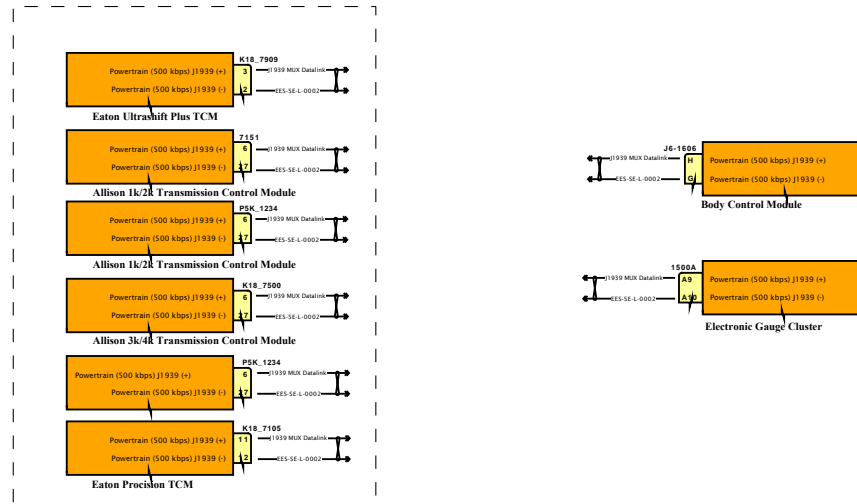 K18_7909
Powertrain (500 kbps) J1939 (+) 3 J1939 MUX Datalink
Powertrain (500 kbps) J1939 (-) 2 EES-SE-L-0002
Eaton Ultrashift Plus TCM
7151
Powertrain (500 kbps) J1939 (+) 6 J1939 MUX Datalink
Powertrain (500 kbps) J1939 (-) EES-SE-L-0002
Allison 1k/2k Transmission Control Module
P5K_1234
Powertrain (500 kbps) J1939 (+) 6 J1939 MUX Datalink
Powertrain (500 kbps) J1939 (-) EES-SE-L-0002
Allison 1k/2k Transmission Control Module
K18_7500
Powertrain (500 kbps) J1939 (+) 6 J1939 MUX Datalink
Powertrain (500 kbps) J1939 (-) EES-SE-L-0002
Allison 3k/4k Transmission Control Module
P5K_1234
Powertrain (500 kbps) J1939 (+) 6 J1939 MUX Datalink
Powertrain (500 kbps) J1939 (-) EES-SE-L-0002
K18_7105
Powertrain (500 kbps) J1939 (+) 11 J1939 MUX Datalink
Powertrain (500 kbps) J1939 (-) EES-SE-L-0002
Eaton Precision TCM
J6-1606
J1939 MUX Datalink H Powertrain (500 kbps) J1939 (+)
EES-SE-L-0002 G Powertrain (500 kbps) J1939 (-)
Body Control Module
1500A
J1939 MUX Datalink A9 Powertrain (500 kbps) J1939 (+)
EES-SE-L-0002 A10 Powertrain (500 kbps) J1939 (-)
Electronic Gauge Cluster